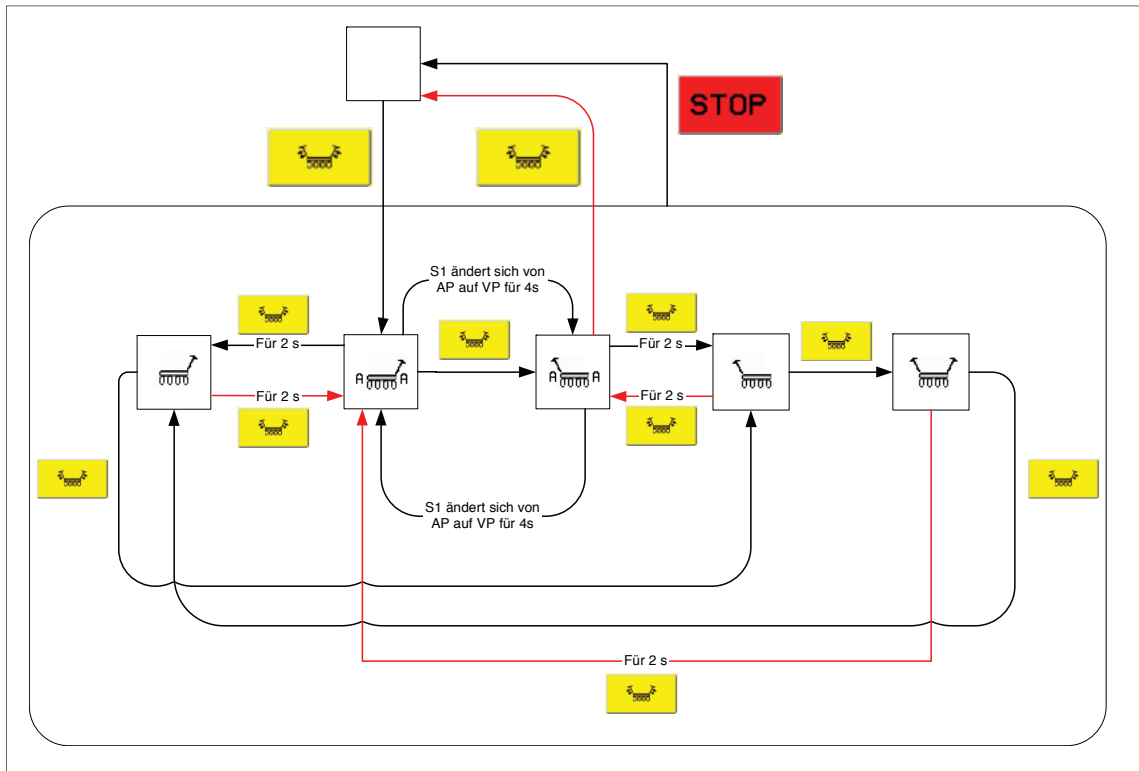 STOP
S1 ändert sich von
AP auf VP für 4s
Für 2 s
Für 2 s
A A
A A
Für 2 s
Für 2 s
S1 ändert sich von
AP auf VP für 4s
Für 2 s